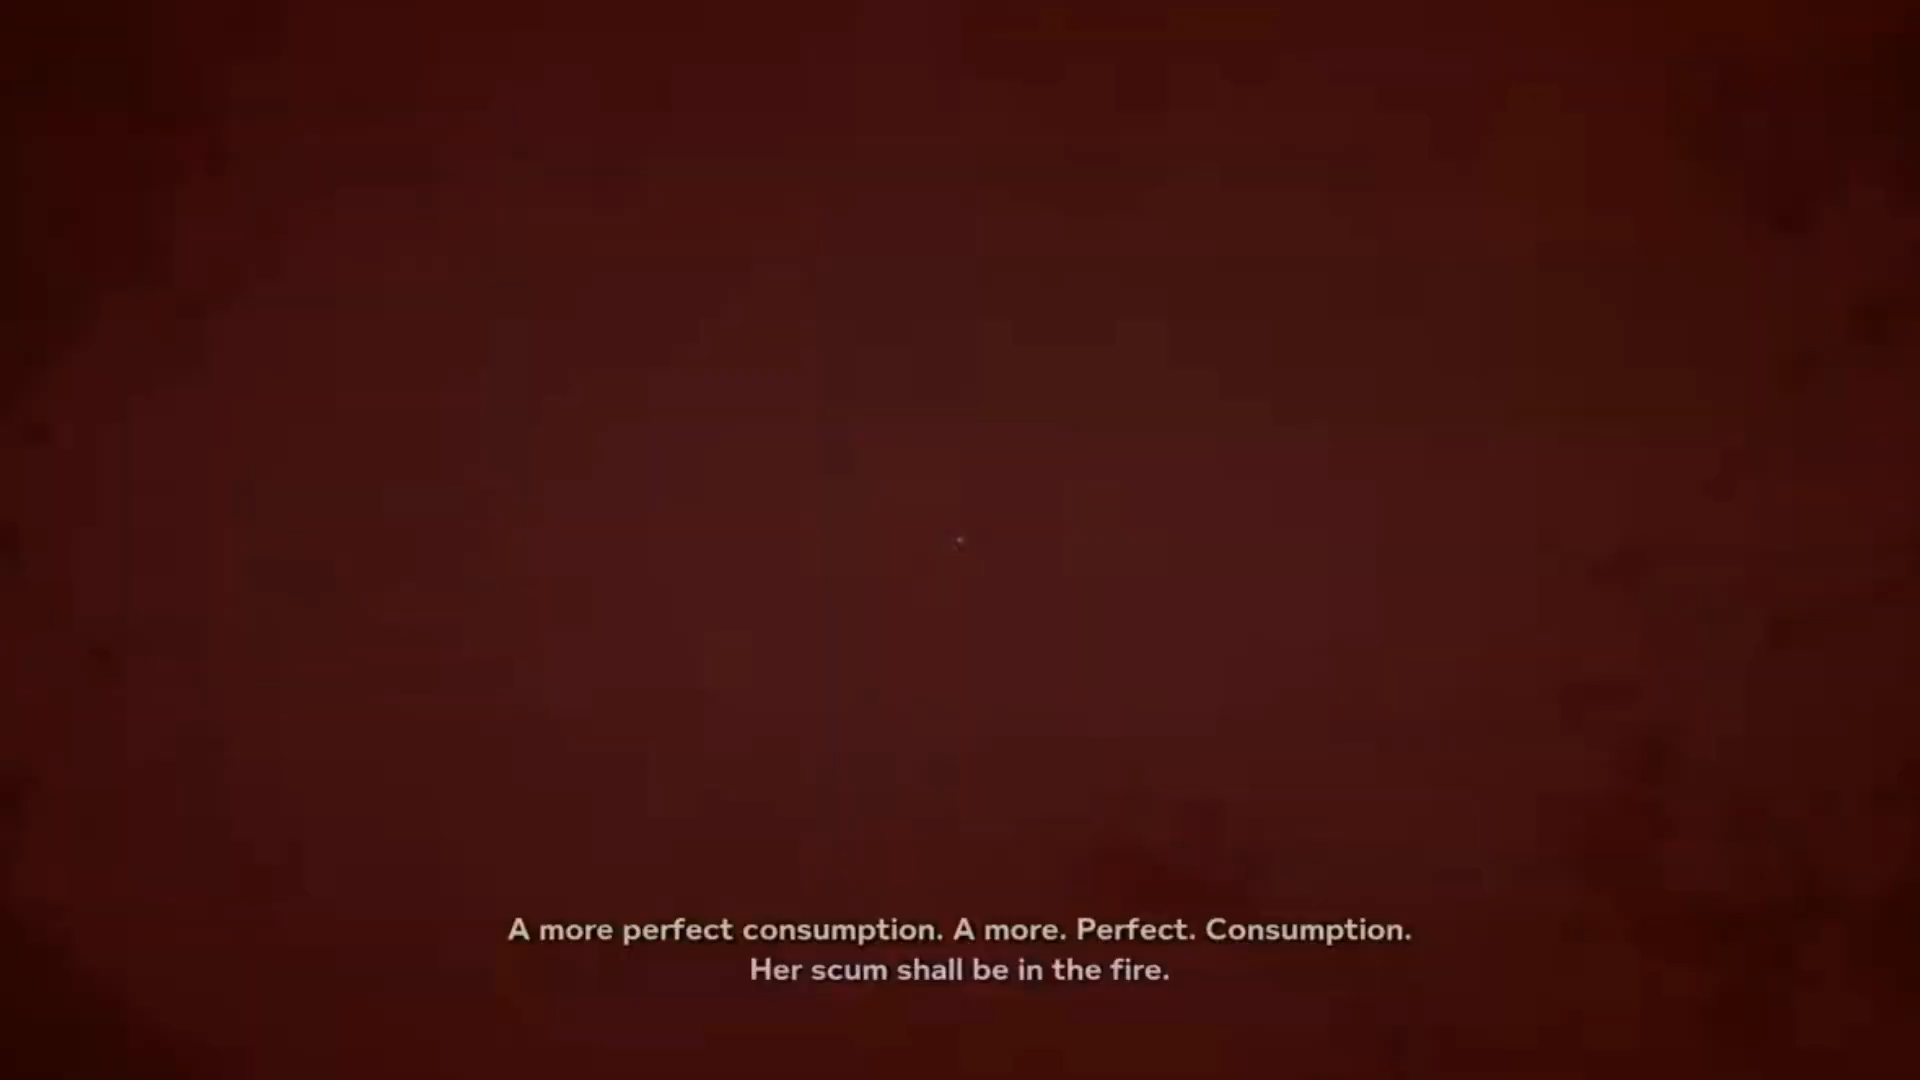 A more perfect consumption. A more. Perfect. Consumption.
Her scum shall be in the fire.